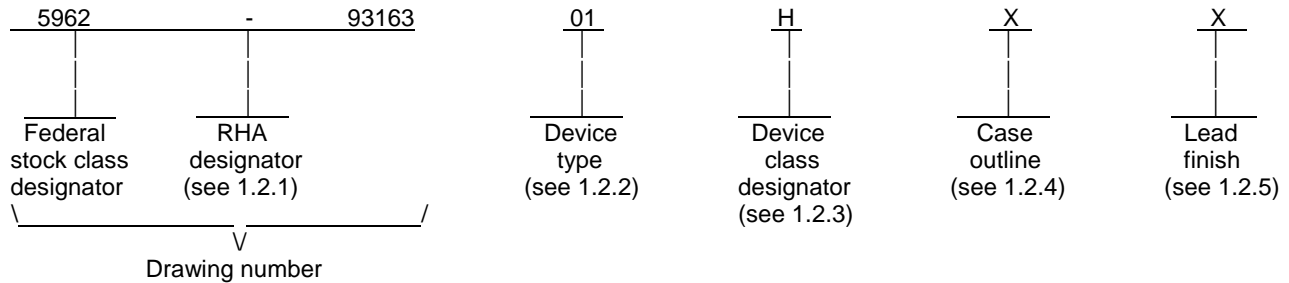 5962 - 93163 01 H X X
Federal stock class designator
RHA designator (see 1.2.1)
Device type (see 1.2.2)
Device class designator (see 1.2.3)
Case outline (see 1.2.4)
Lead finish (see 1.2.5)
Drawing number